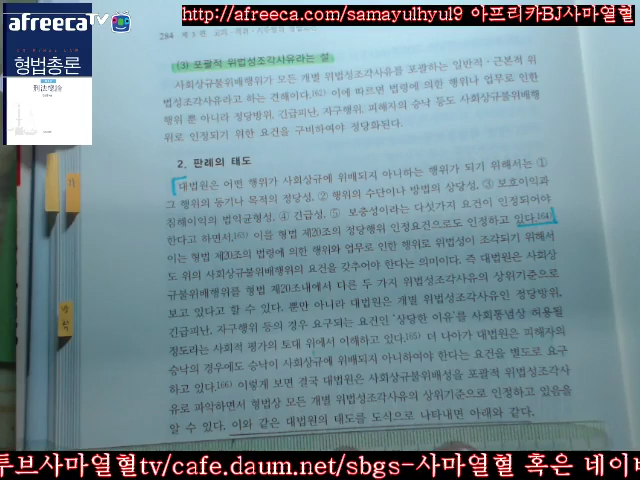 http://afreeca.com/samayulhyul9 아프리카BJ사마열혈
afreeca TV
형법총론
刑法總論
284 제3편
(3) 포괄적 위법성조각사유라는 설
사회상규불위배행위가 모든 개별 위법성조각사유를 포괄하는 일반적·근본적 위
법성조각사유라고 하는 견해이다.162) 이에 따르면 법령에 의한 행위나 업무로 인한
행위 뿐 아니라 정당방위, 긴급피난, 자구행위, 피해자의 승낙 등도 사회상규불위배행
위로 인정되기 위한 요건을 구비하여야 정당화된다.
2. 판례의 태도
대법원은 어떤 행위가 사회상규에 위배되지 아니하는 행위가 되기 위해서는 ①
그 행위의 동기나 목적의 정당성, ② 행위의 수단이나 방법의 상당성, ③ 보호이익과
침해이익의 법익균형성, ④ 긴급성, ⑤ 보충성이라는 다섯가지 요건이 인정되어야
한다고 하면서,163) 이를 형법 제20조의 정당행위 인정요건으로도 인정하고 있다.164)
이는 형법 제20조의 법령에 의한 행위와 업무로 인한 행위로 위법성이 조각되기 위해서
도 위의 사회상규불위배행위의 요건을 갖추어야 한다는 의미이다. 즉 대법원은 사회상
규불위배행위를 형법 제20조내에서 다른 두 가지 위법성조각사유의 상위기준으로
보고 있다고 할 수 있다. 뿐만 아니라 대법원은 개별 위법성조각사유인 정당방위,
긴급피난, 자구행위 등의 경우 요구되는 요건인 '상당한 이유'를 사회통념상 허용될
정도라는 사회적 평가의 토대 위에서 이해하고 있다.165) 더 나아가 대법원은 피해자의
승낙의 경우에도 승낙이 사회상규에 위배되지 아니하여야 한다는 요건을 별도로 요구
하고 있다.166) 이렇게 보면 결국 대법원은 사회상규불위배성을 포괄적 위법성조각사
유로 파악하면서 형법상 모든 개별 위법성조각사유의 상위기준으로 인정하고 있음을
알 수 있다. 이와 같은 대법원의 태도를 도식으로 나타내면 아래와 같다.
투브사마열혈tv/cafe.daum.net/sbgs-사마열혈 혹은 네이버